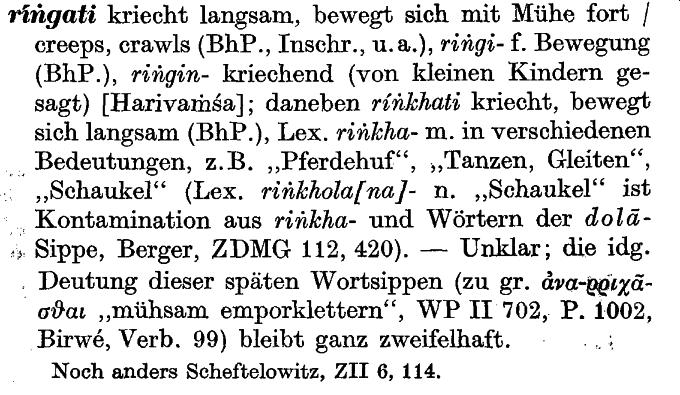 ríṅgati kriecht langsam, bewegt sich mit Mühe fort /
creeps, crawls (BhP., Inschr., u. a.), riṅgi- f. Bewegung
(BhP.), riṅgin- kriechend (von kleinen Kindern ge-
sagt) [Harivaṁśa]; daneben ríṅkhati kriecht, bewegt
sich langsam (BhP.), Lex. riṅkha- m. in verschiedenen
Bedeutungen, z. B. „Pferdehuf“, „Tanzen, Gleiten“,
„Schaukel“ (Lex. riṅkhola[na]- n. „Schaukel“ ist
Kontamination aus riṅkha- und Wörtern der dolā-
Sippe, Berger, ZDMG 112, 420). — Unklar; die idg.
Deutung dieser späten Wortsippen (zu gr. ἀνα-ρριχᾶ-
σϑαι „mühsam emporklettern“, WP II 702, P. 1002,
Birwé, Verb. 99) bleibt ganz zweifelhaft.
Noch anders Scheftelowitz, ZII 6, 114.